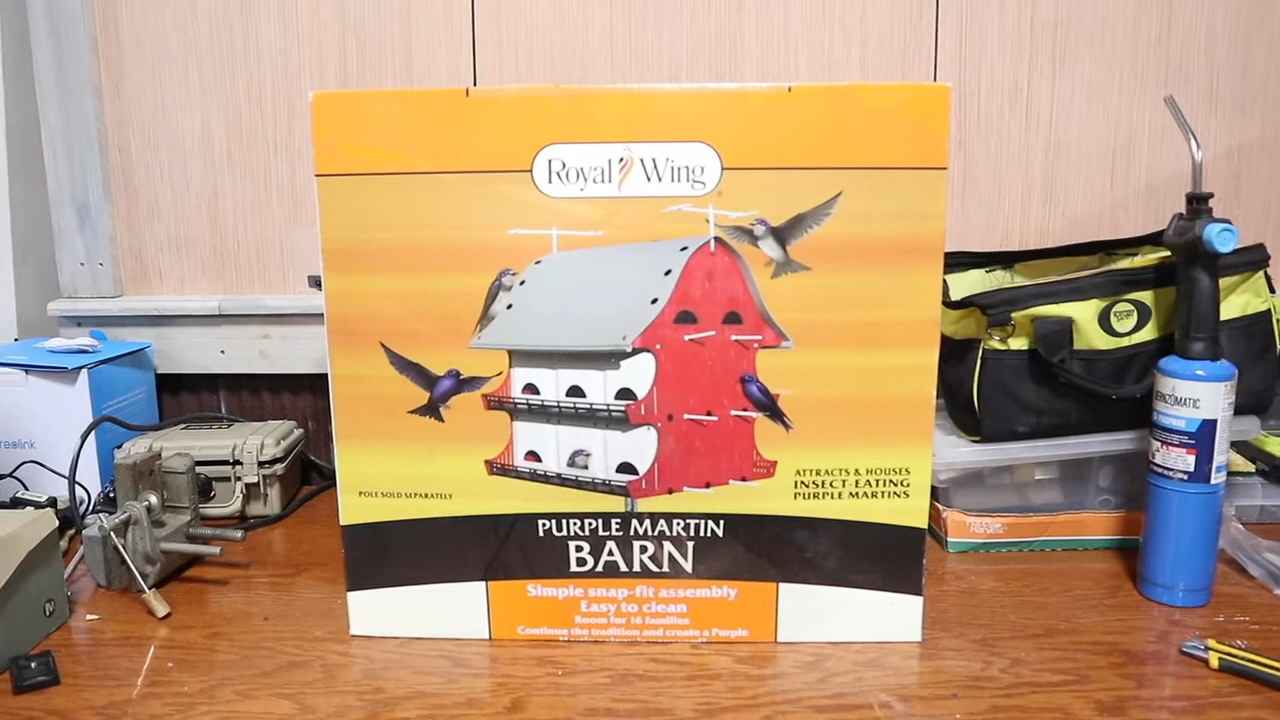 Royal Wing
POLE SOLD SEPARATELY
ATTRACTS & HOUSES
INSECT-EATING
PURPLE MARTINS
PURPLE MARTIN
BARN
Simple snap-fit assembly
Easy to clean
Room for 16 families
Continue the tradition and create a Purple
reolink
BERNZOMATIC